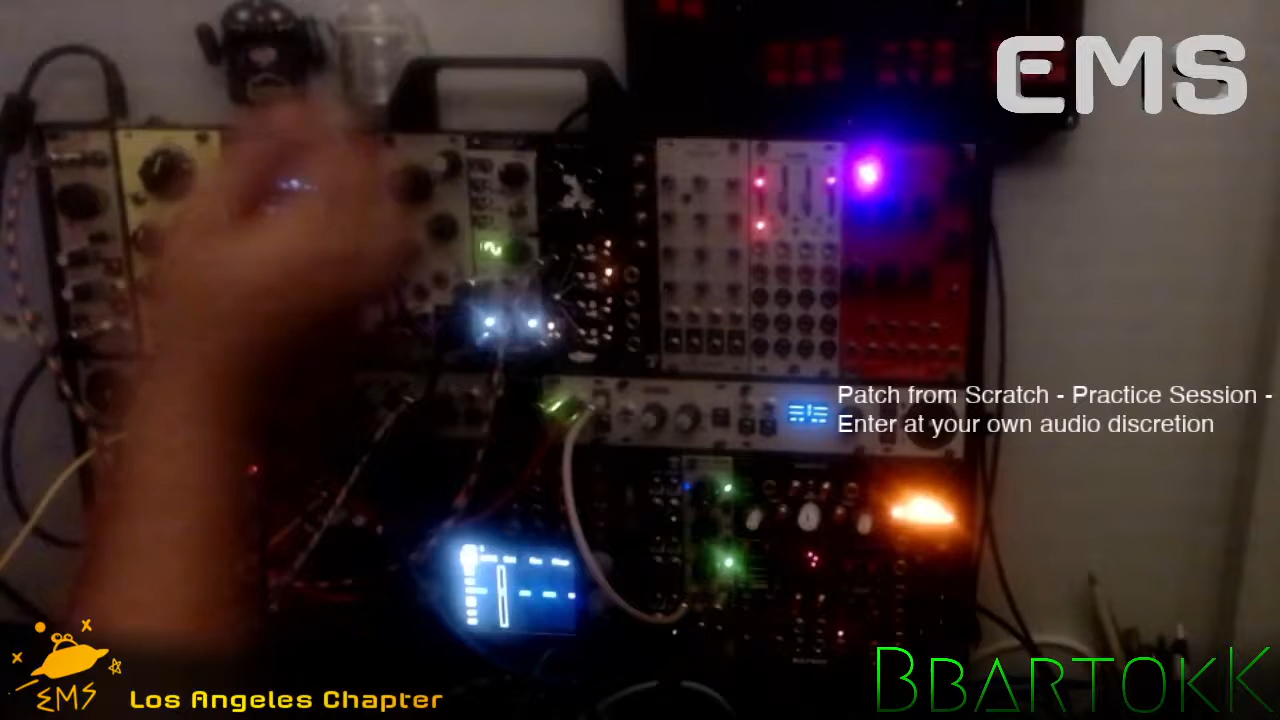 EMS
Patch from Scratch - Practice Session -
Enter at your own audio discretion
EMS
Los Angeles Chapter
BBARTOKK